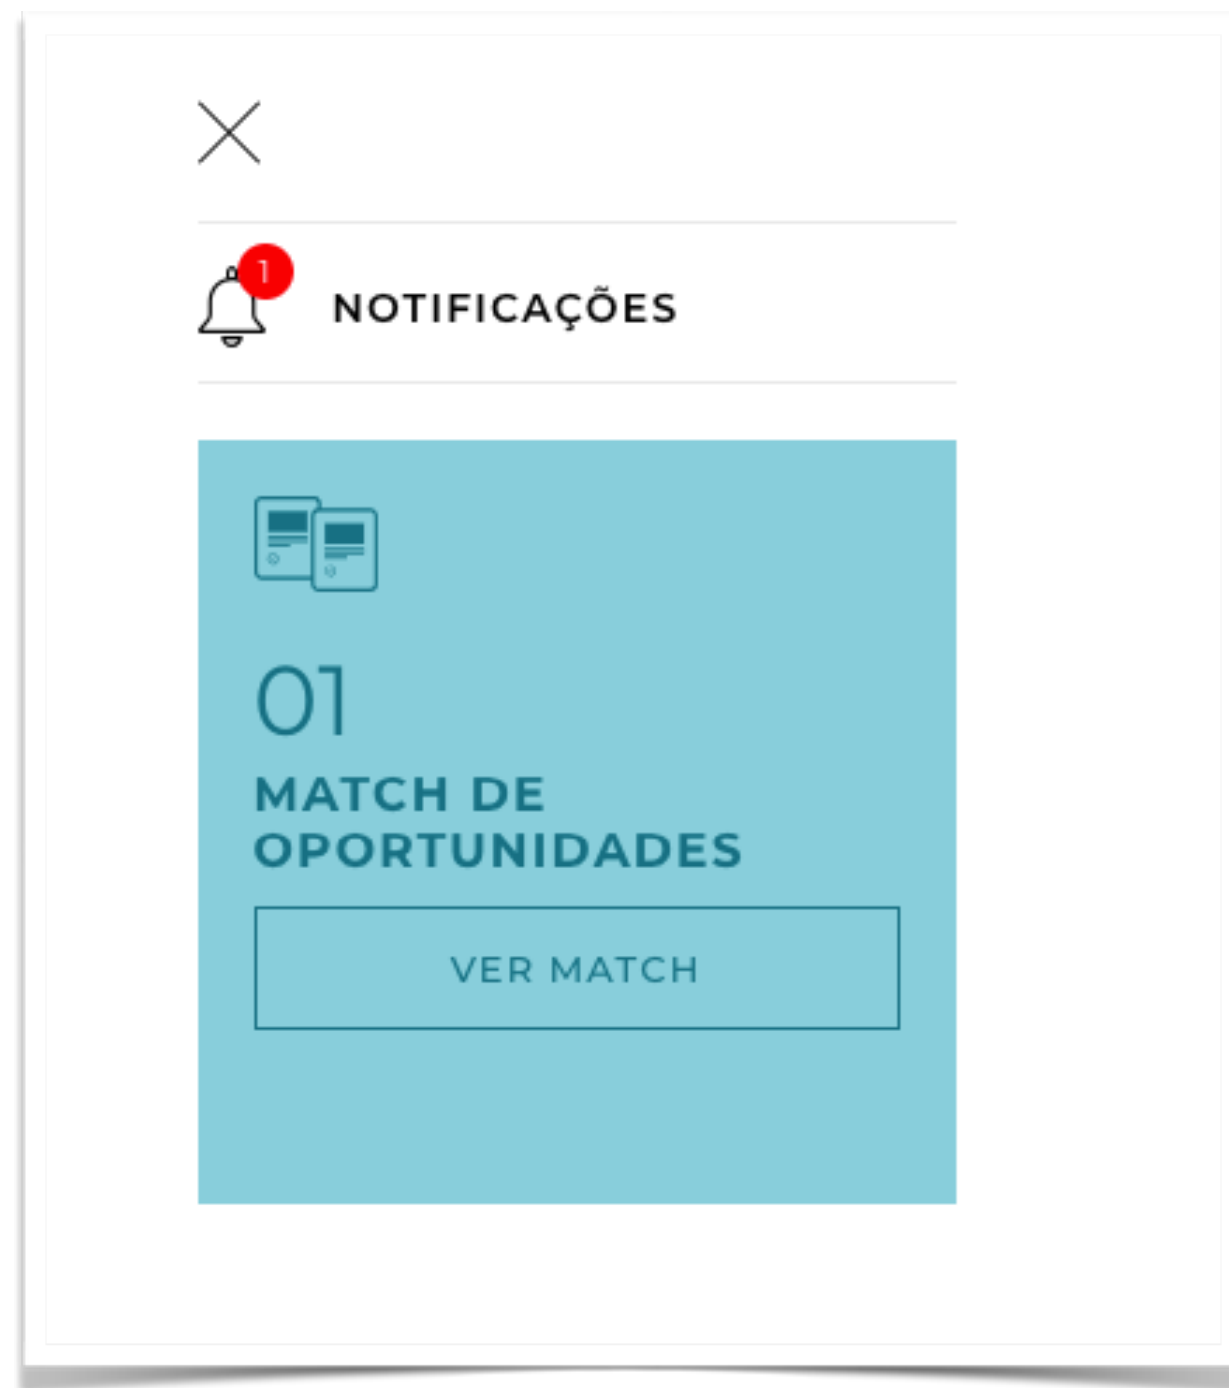 1
NOTIFICAÇÕES
01
MATCH DE
OPORTUNIDADES
VER MATCH